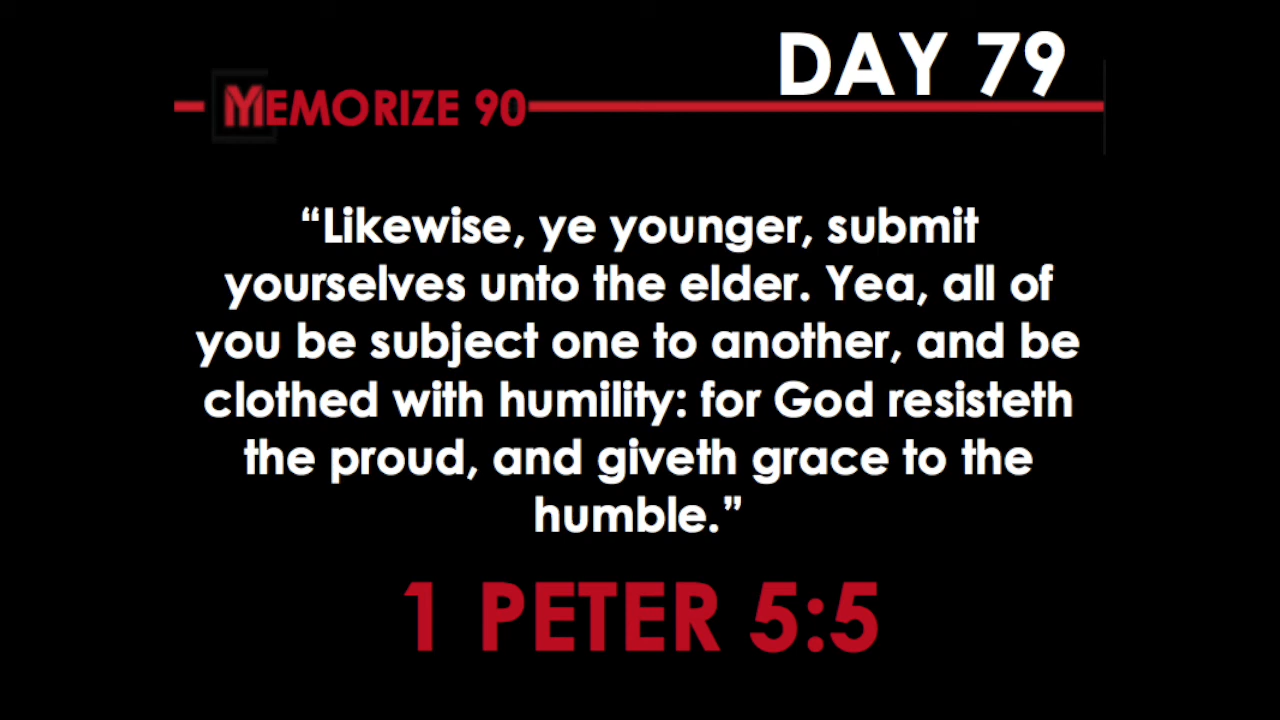 DAY 79
MEMORIZE 90
“Likewise, ye younger, submit
yourselves unto the elder. Yea, all of
you be subject one to another, and be
clothed with humility: for God resisteth
the proud, and giveth grace to the
humble.”
1 PETER 5:5